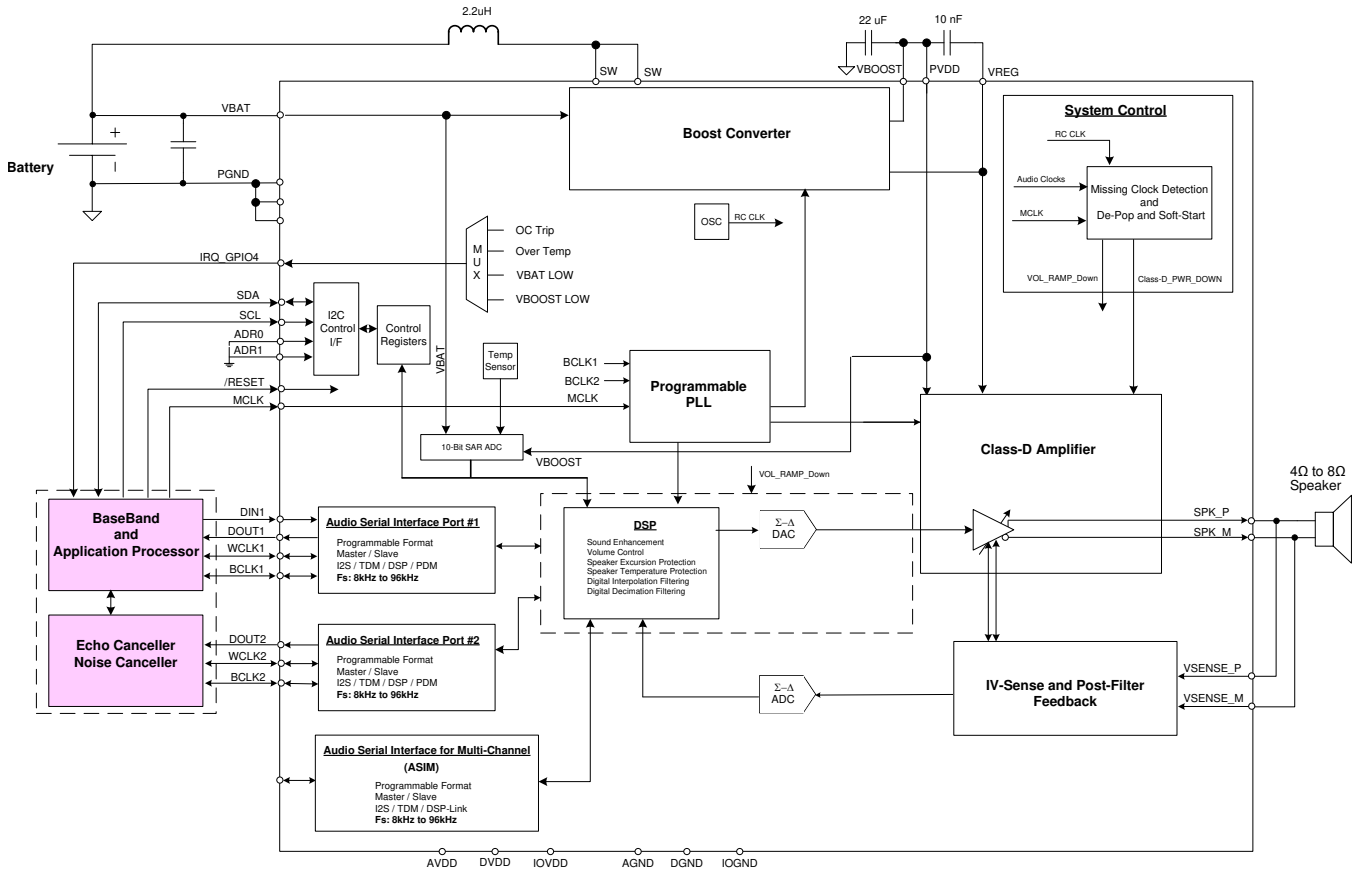 2.2uH
22 uF
10 nF
SW
SW
VBOOST
PVDD
VREG
VBAT
Battery
+
PGND
Boost Converter
System Control
RC CLK
Audio Clocks
MCLK
Missing Clock Detection
and
De-Pop and Soft-Start
VOL_RAMP_Down
Class-D_PWR_DOWN
OSC
RC CLK
MUX
OC Trip
Over Temp
VBAT LOW
VBOOST LOW
IRQ_GPIO4
SDA
SCL
ADR0
ADR1
/RESET
MCLK
I2C
Control
I/F
Control
Registers
VBAT
Temp
Sensor
10-Bit SAR ADC
VBOOST
BCLK1
BCLK2
MCLK
Programmable
PLL
Class-D Amplifier
VOL_RAMP_Down
4Ω to 8Ω
Speaker
SPK_P
SPK_M
BaseBand
and
Application Processor
DIN1
DOUT1
WCLK1
BCLK1
Audio Serial Interface Port #1
Programmable Format
Master / Slave
I2S / TDM / DSP / PDM
Fs: 8kHz to 96kHz
DSP
Sound Enhancement
Volume Control
Speaker Excursion Protection
Speaker Temperature Protection
Digital Interpolation Filtering
Digital Decimation Filtering
Σ–Δ
DAC
Echo Canceller
Noise Canceller
DOUT2
WCLK2
BCLK2
Audio Serial Interface Port #2
Programmable Format
Master / Slave
I2S / TDM / DSP / PDM
Fs: 8kHz to 96kHz
Σ–Δ
ADC
IV-Sense and Post-Filter
Feedback
VSENSE_P
VSENSE_M
Audio Serial Interface for Multi-Channel
(ASIM)
Programmable Format
Master / Slave
I2S / TDM / DSP-Link
Fs: 8kHz to 96kHz
AVDD
DVDD
IOVDD
AGND
DGND
IOGND